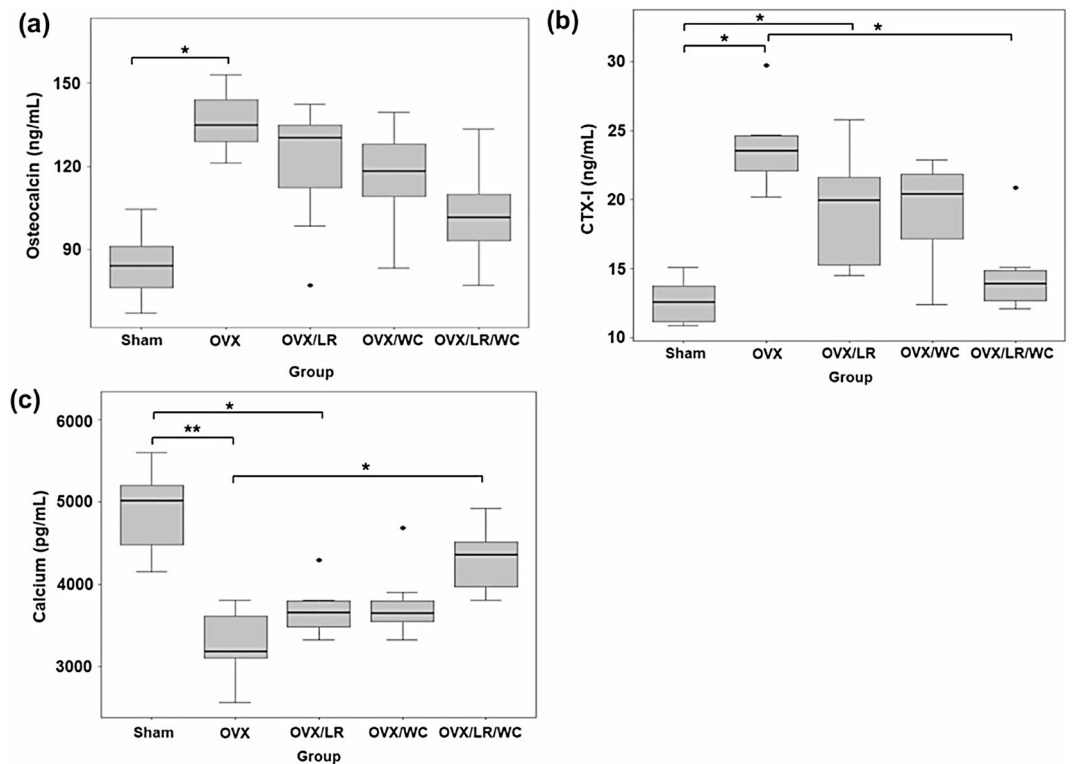 (a)
*
150
120
90
Osteocalcin (ng/mL)
Sham OVX OVX/LR OVX/WC OVX/LR/WC
Group
(b)
*
*
*
30
25
20
15
10
CTX-I (ng/mL)
Sham OVX OVX/LR OVX/WC OVX/LR/WC
Group
(c)
*
**
*
6000
5000
4000
3000
Calcium (pg/mL)
Sham OVX OVX/LR OVX/WC OVX/LR/WC
Group